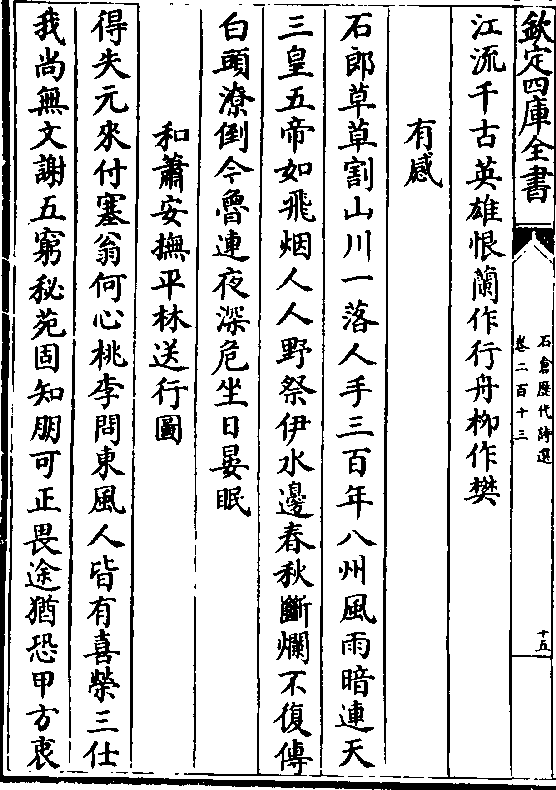 欽定四庫全書
石倉歷代詩選
卷二百十三
十五
江流千古英雄恨蘭作行舟柳作樊
有感
石郎草草割山川一落人手三百年八州風雨暗連天
三皇五帝如飛烟人人野祭伊水邊春秋斷爛不復傳
白頭潦倒今魯連夜深危坐日晏眠
和蕭安撫平林送行圖
得失元來付塞翁何心桃李問東風人皆有喜榮三仕
我尚無文謝五窮秘苑固知朋可正畏途猶恐甲方衷